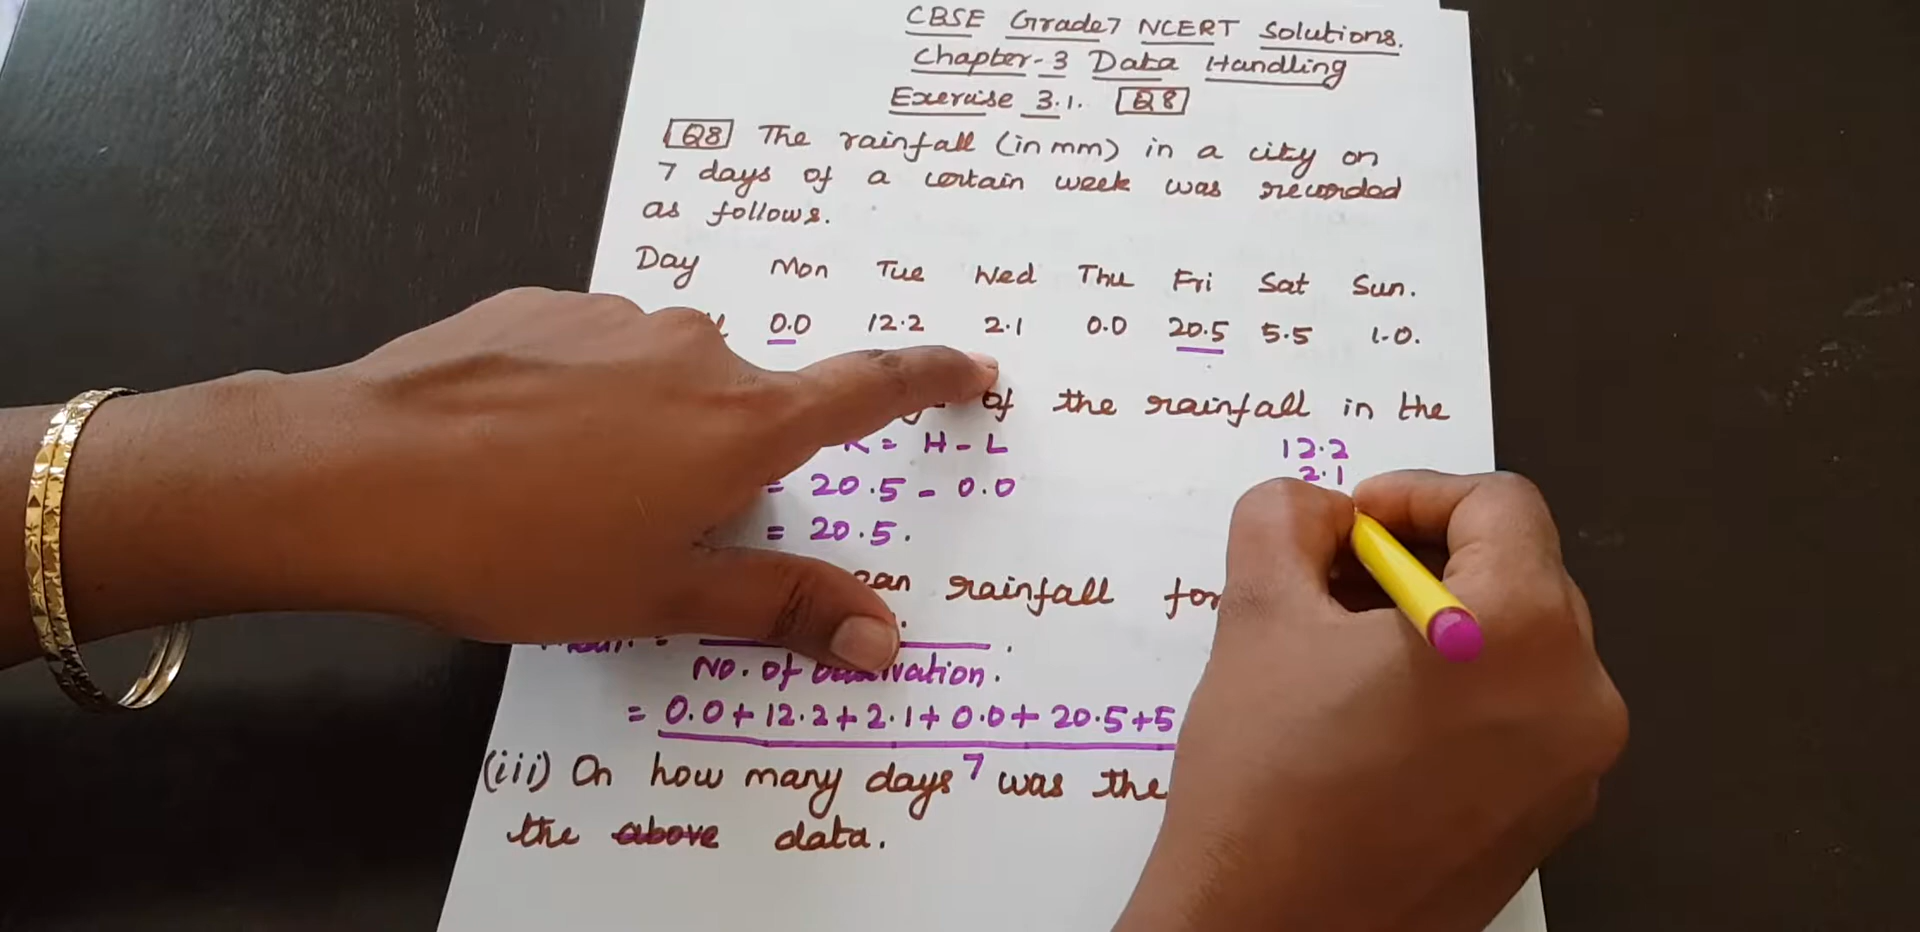 CBSE Grade7 NCERT Solutions.
Chapter-3 Data Handling
Exercise 3.1. Q8
Q8 The rainfall (in mm) in a city on
7 days of a certain week was recorded
as follows.
Day Mon Tue Wed Thu Fri Sat Sun.
0.0 12.2 2.1 0.0 20.5 5.5 1.0.
of the rainfall in the
R = H - L
12.2
= 20.5 - 0.0
2.1
= 20.5.
rainfall for
No. of
= 0.0 + 12.2 + 2.1 + 0.0 + 20.5 + 5
7
(iii) On how many days was the
the above data.